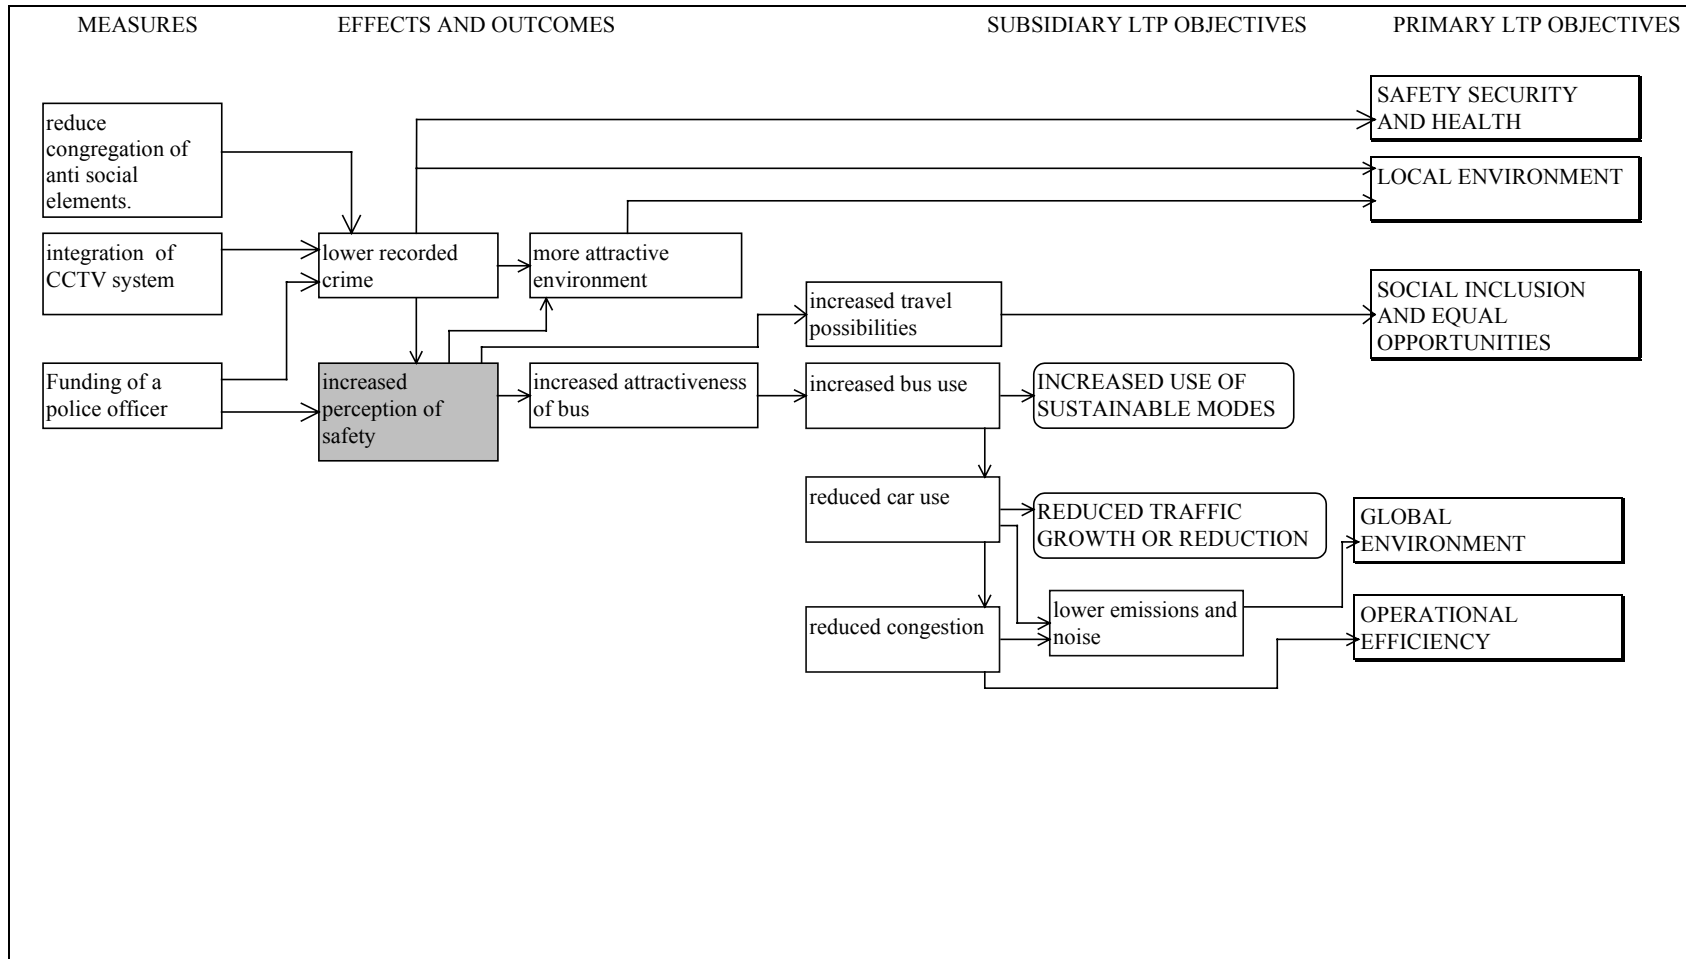 MEASURES
EFFECTS AND OUTCOMES
SUBSIDIARY LTP OBJECTIVES
PRIMARY LTP OBJECTIVES
reduce
congregation of
anti social
elements.
integration of
CCTV system
Funding of a
police officer
lower recorded
crime
increased
perception of
safety
more attractive
environment
increased attractiveness
of bus
increased travel
possibilities
increased bus use
reduced car use
reduced congestion
INCREASED USE OF
SUSTAINABLE MODES
REDUCED TRAFFIC
GROWTH OR REDUCTION
lower emissions and
noise
SAFETY SECURITY
AND HEALTH
LOCAL ENVIRONMENT
SOCIAL INCLUSION
AND EQUAL
OPPORTUNITIES
GLOBAL
ENVIRONMENT
OPERATIONAL
EFFICIENCY